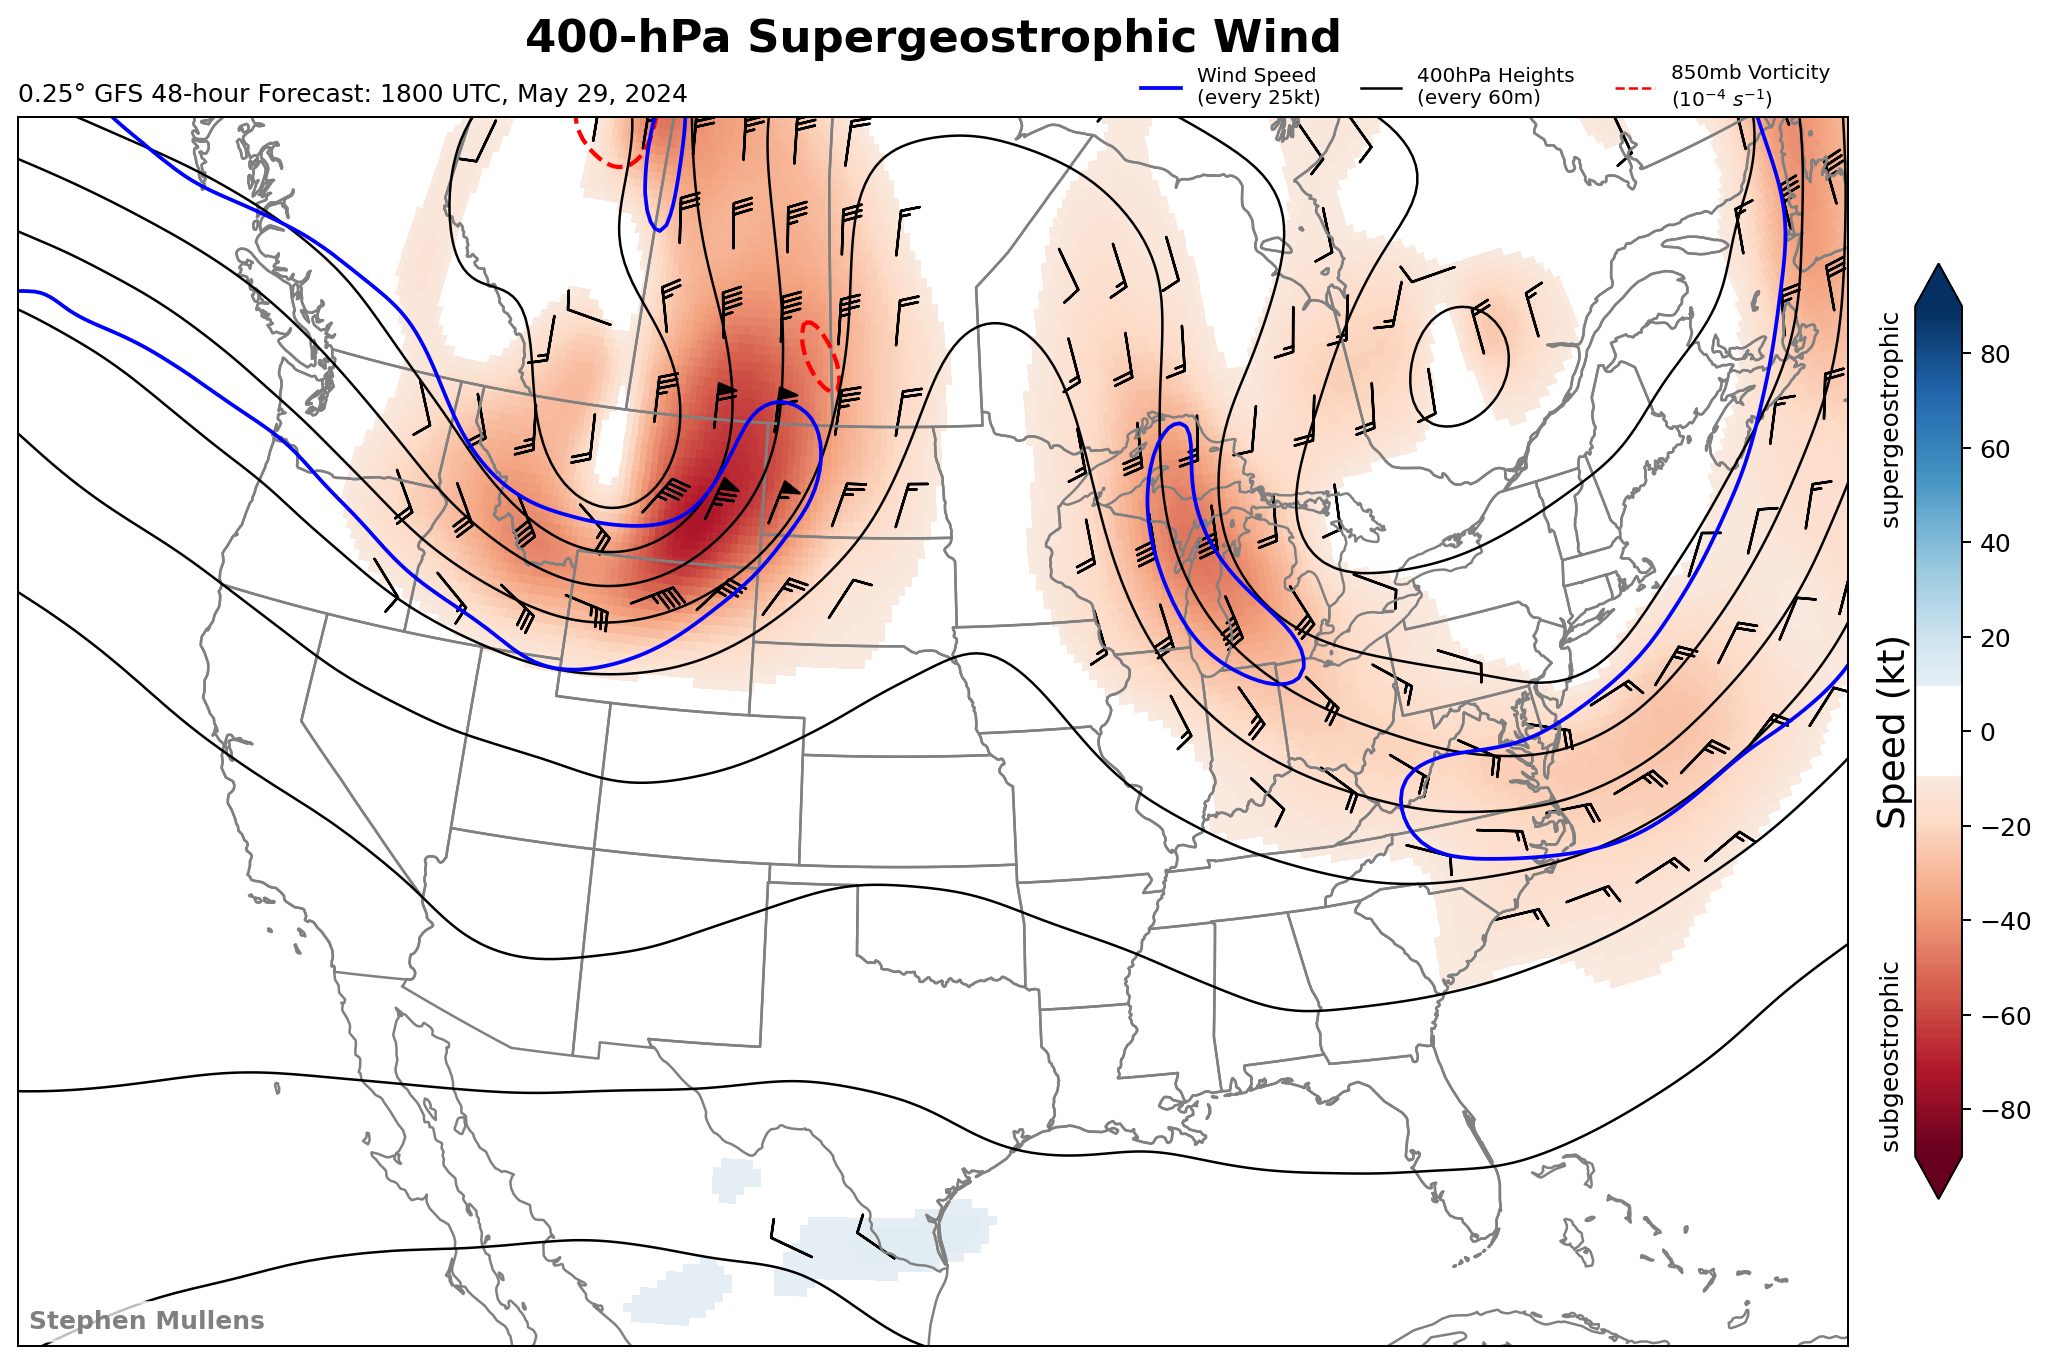 400-hPa Supergeostrophic Wind
0.25° GFS 48-hour Forecast: 1800 UTC, May 29, 2024
Wind Speed
(every 25kt)
400hPa Heights
(every 60m)
850mb Vorticity
(10⁻⁴ s⁻¹)
supergeostrophic
Speed (kt)
subgeostrophic
80
60
40
20
0
−20
−40
−60
−80
Stephen Mullens